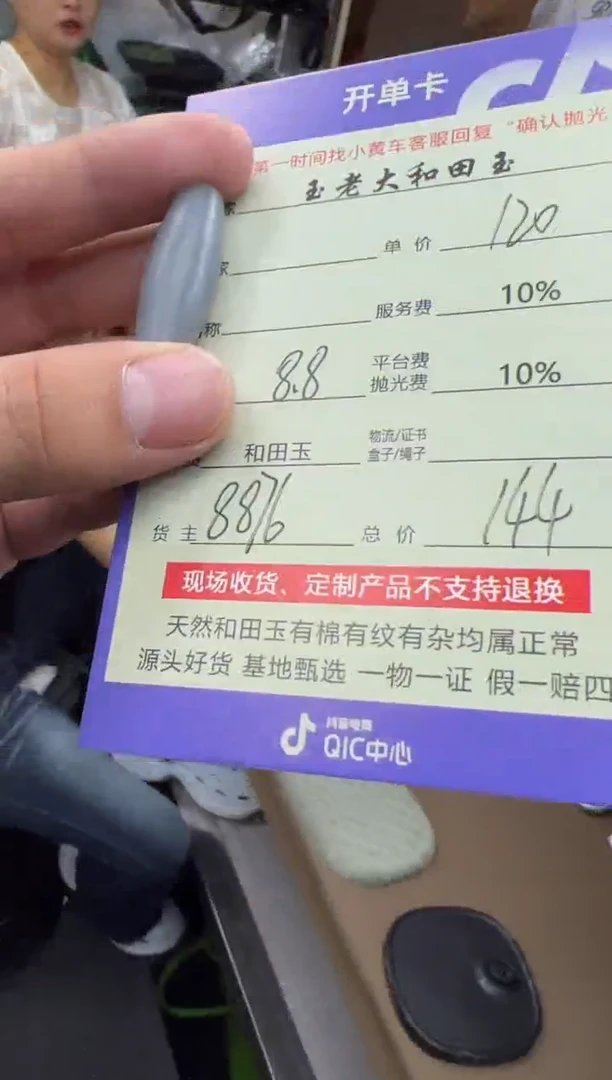 开单卡
第一时间找小黄车客服回复“确认抛光
家 玉老大和田玉
家 单价 120
称 服务费 10%
8.8 平台费 抛光费 10%
和田玉 物流/证书 盒子/绳子
货主 8876 总价 144
现场收货、定制产品不支持退换
天然和田玉有棉有纹有杂均属正常
源头好货 基地甄选 一物一证 假一赔四
抖音电商
QIC中心